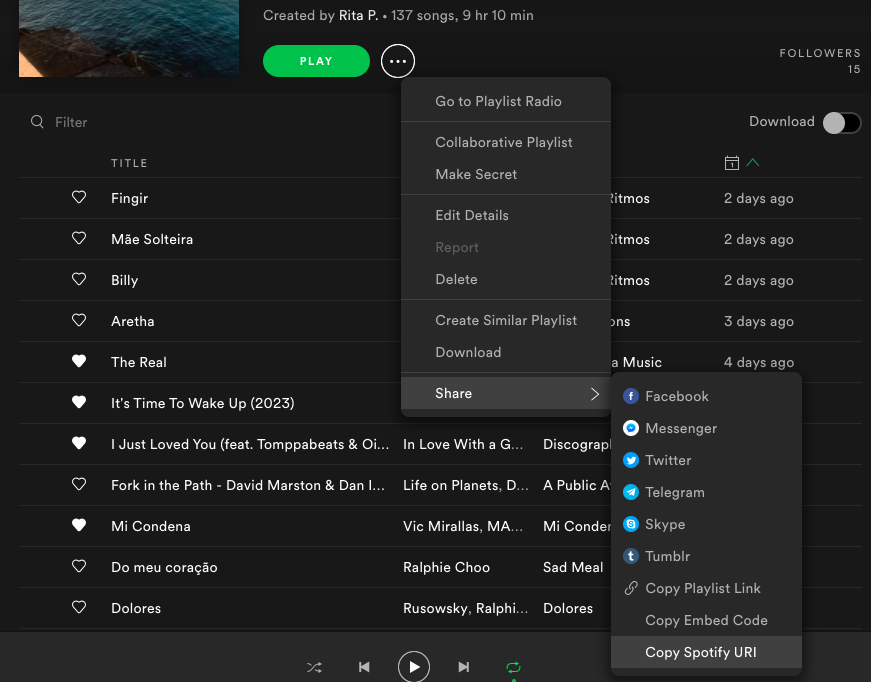 Created by Rita P. • 137 songs, 9 hr 10 min
PLAY
FOLLOWERS
15
Go to Playlist Radio
Collaborative Playlist
Make Secret
Edit Details
Report
Delete
Create Similar Playlist
Download
Share
Filter
Download
TITLE
1
Fingir Ritmos 2 days ago
Mãe Solteira Ritmos 2 days ago
Billy Ritmos 2 days ago
Aretha ons 3 days ago
The Real a Music 4 days ago
It's Time To Wake Up (2023)
I Just Loved You (feat. Tomppabeats & Oi... In Love With a G... Discograp
Fork in the Path - David Marston & Dan I... Life on Planets, D... A Public A
Mi Condena Vic Mirallas, MA... Mi Conden
Do meu coração Ralphie Choo Sad Meal
Dolores Rusowsky, Ralphi... Dolores
Facebook
Messenger
Twitter
Telegram
Skype
Tumblr
Copy Playlist Link
Copy Embed Code
Copy Spotify URI